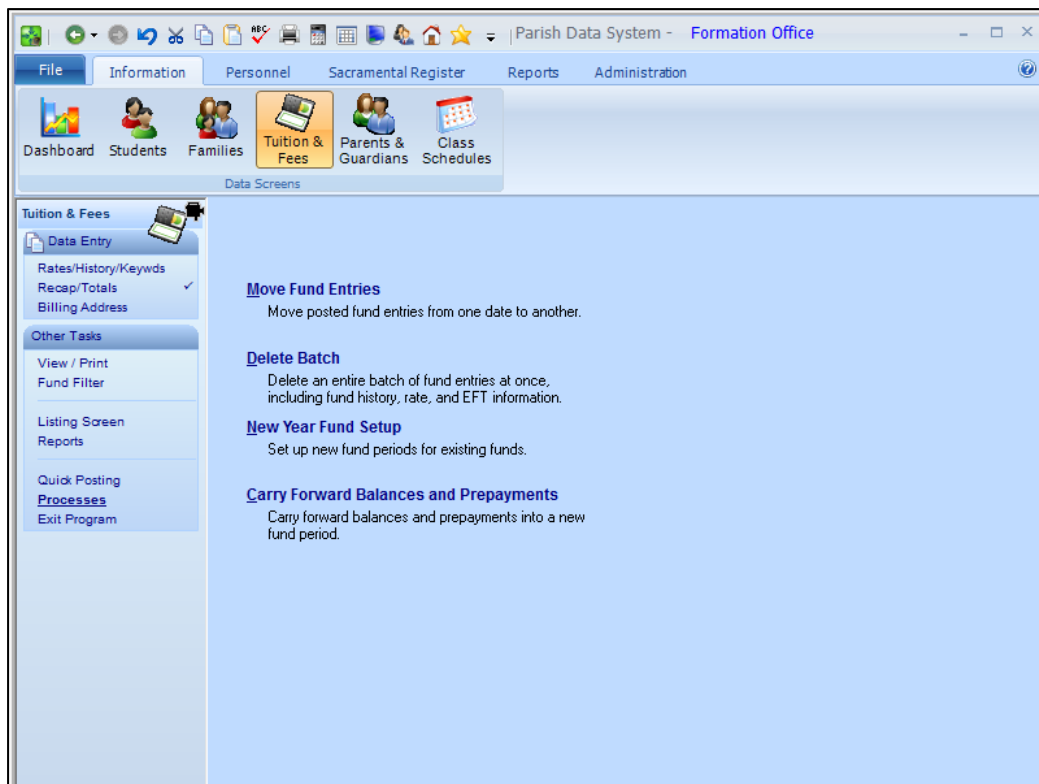 ABC
Parish Data System - Formation Office
File Information Personnel Sacramental Register Reports Administration
Dashboard Students Families Tuition & Fees Parents & Guardians Class Schedules
Data Screens
Tuition & Fees
Data Entry
Rates/History/Keywds
Recap/Totals
Billing Address
Other Tasks
View / Print
Fund Filter
Listing Screen
Reports
Quick Posting
Processes
Exit Program
Move Fund Entries
Move posted fund entries from one date to another.
Delete Batch
Delete an entire batch of fund entries at once,
including fund history, rate, and EFT information.
New Year Fund Setup
Set up new fund periods for existing funds.
Carry Forward Balances and Prepayments
Carry forward balances and prepayments into a new
fund period.